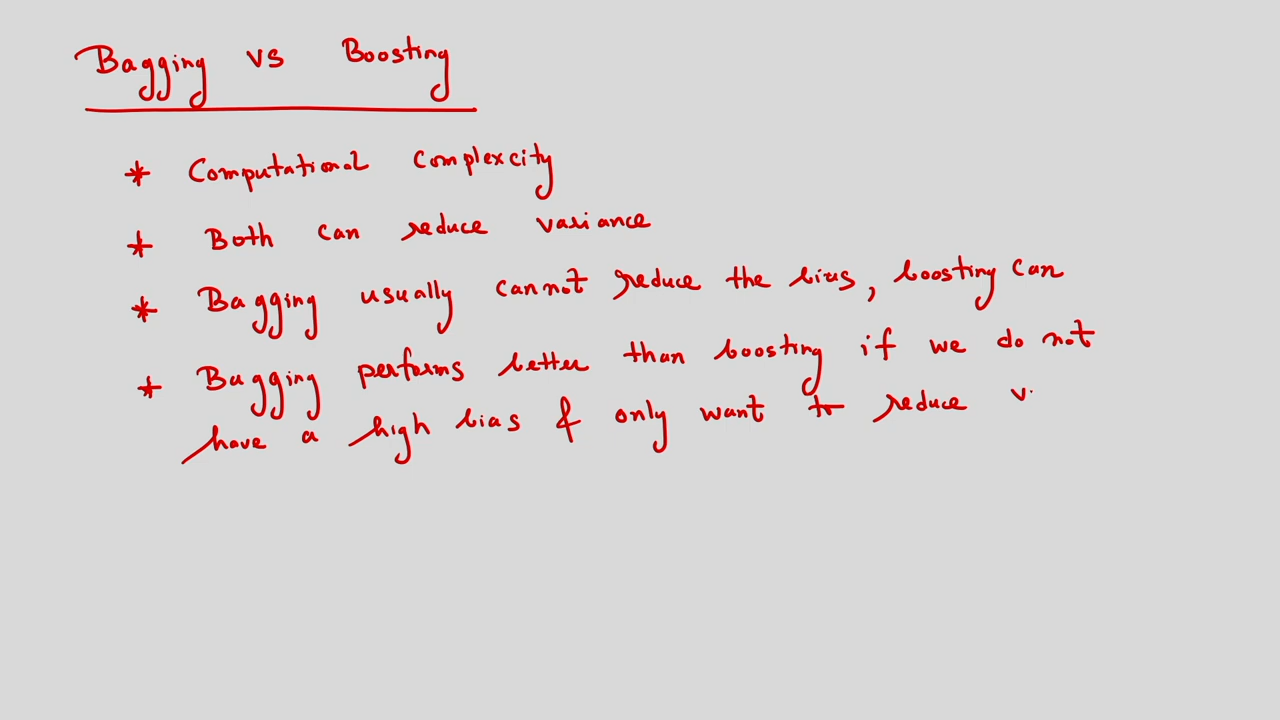 Bagging vs Boosting
* Computational Complexcity
* Both can reduce variance
* Bagging usually cannot reduce the bias, boosting can
* Bagging performs better than boosting if we do not
have a high bias & only want to reduce v